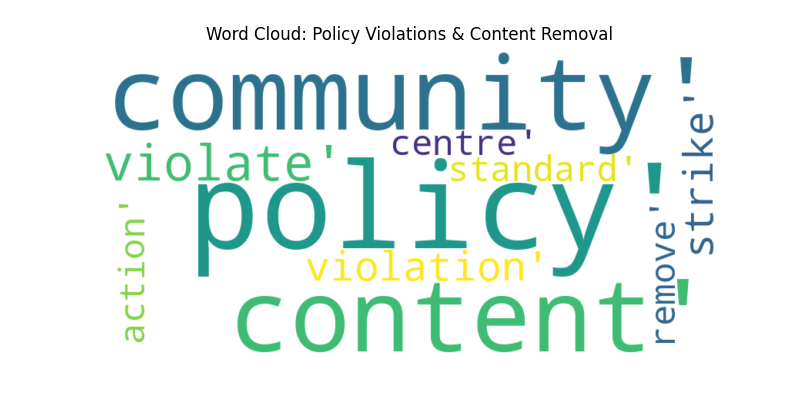 Word Cloud: Policy Violations & Content Removal
community'
centre'
strike'
violate'
standard'
policy'
action'
remove'
violation'
content'